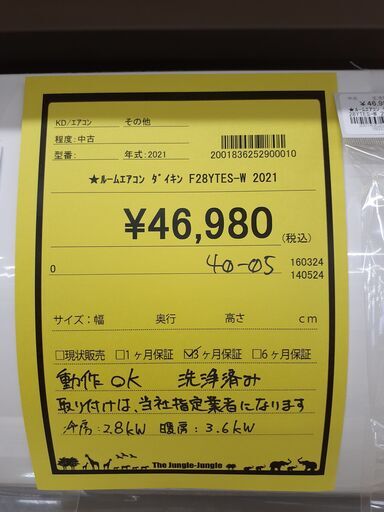 KD/エアコン その他
程度:中古
型番: 年式:2021 2001836252900010
★ルームエアコン ダイキン F28YTES-W 2021
¥46,980(税込)
0 40-05 160324
140524
サイズ:幅 奥行 高さ cm
□現状販売 □1ヶ月保証 ☑3ヶ月保証 □6ヶ月保証
動作OK 洗浄済み
取り付けは、当社指定業者になります
冷房:2.8kW 暖房:3.6kW
The Jungle-Jungle